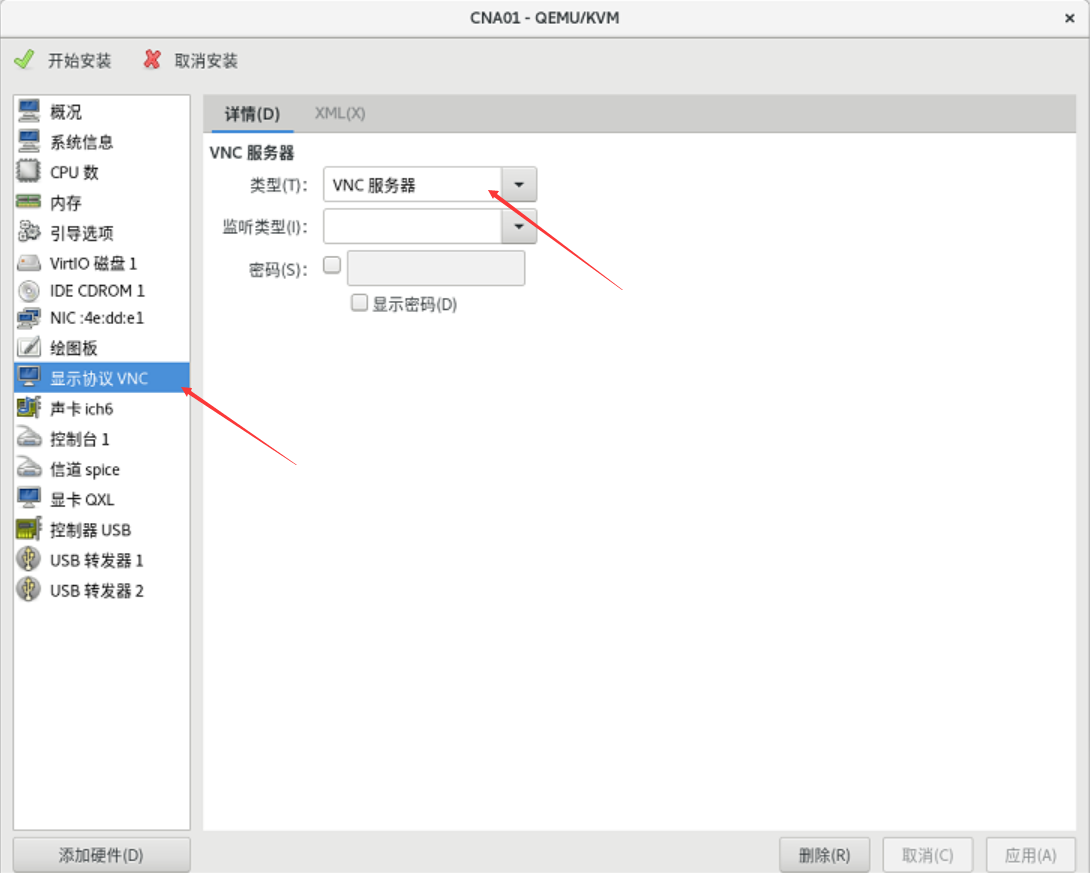 CNA01 - QEMU/KVM
开始安装 取消安装
概况
系统信息
CPU 数
内存
引导选项
VirtIO 磁盘 1
IDE CDROM 1
NIC :4e:dd:e1
绘图板
显示协议 VNC
声卡 ich6
控制台 1
信道 spice
显卡 QXL
控制器 USB
USB 转发器 1
USB 转发器 2
添加硬件(D)
详情(D) XML(X)
VNC 服务器
类型(T): VNC 服务器
监听类型(I):
密码(S):
显示密码(D)
删除(R) 取消(C) 应用(A)